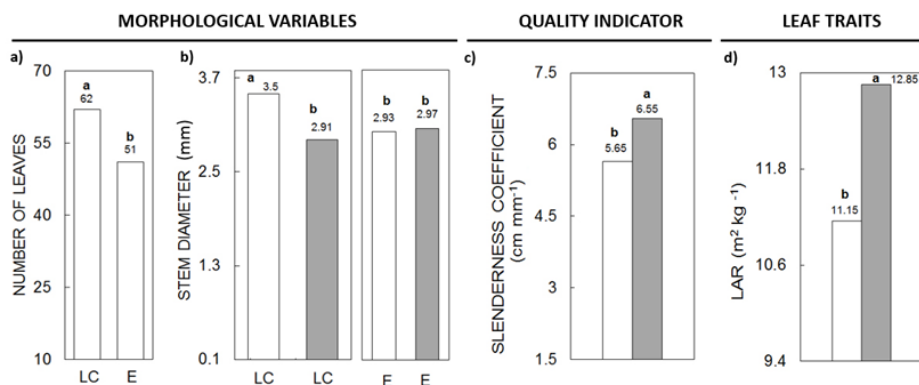 MORPHOLOGICAL VARIABLES
QUALITY INDICATOR
LEAF TRAITS
a)
NUMBER OF LEAVES
70
55
40
25
10
a
62
b
51
LC
E
b)
STEM DIAMETER (mm)
3.7
2.5
1.3
0.1
a
3.5
b
2.91
LC
LC
b
2.93
b
2.97
E
E
c)
SLENDERNESS COEFFICIENT
(cm mm⁻¹)
7.5
6
4.5
3
1.5
b
5.65
a
6.55
d)
LAR (m² kg ⁻¹)
13
11.8
10.6
9.4
b
11.15
a
12.85